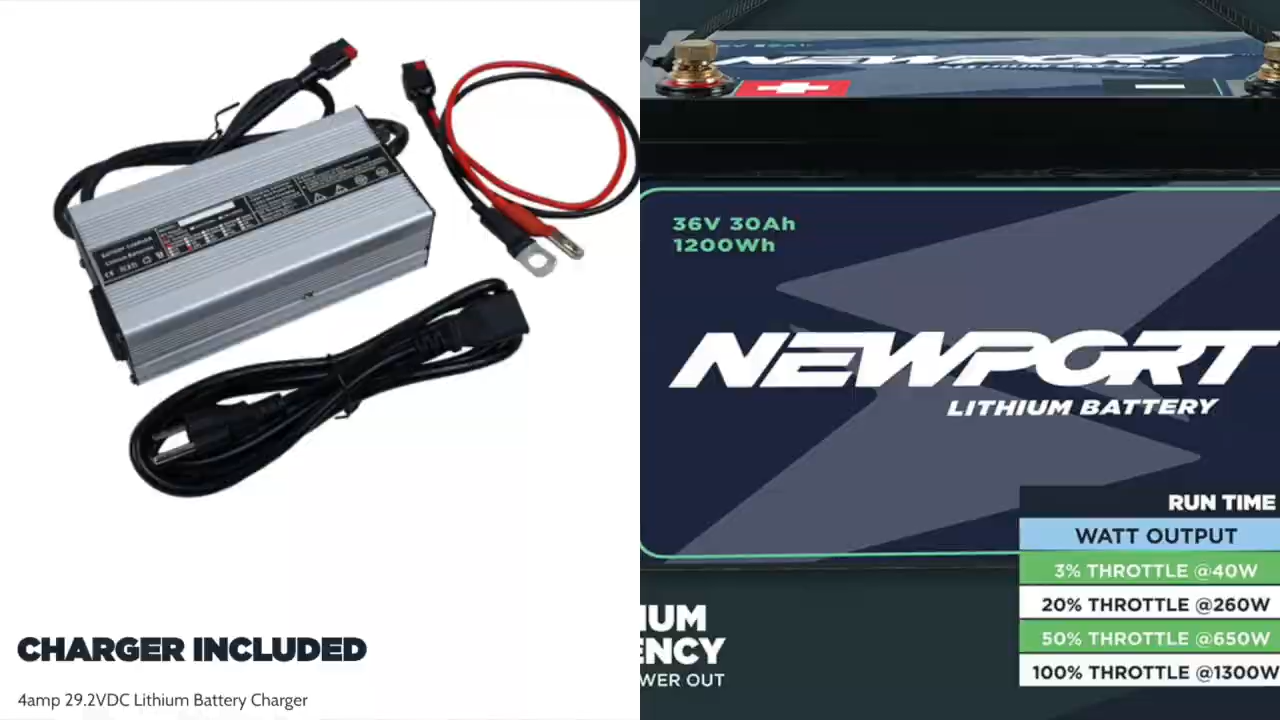 CHARGER INCLUDED
4amp 29.2VDC Lithium Battery Charger
NEWPORT
36V 30Ah
1200Wh
NEWPORT
LITHIUM BATTERY
RUN TIME
WATT OUTPUT
3% THROTTLE @40W
20% THROTTLE @260W
50% THROTTLE @650W
100% THROTTLE @1300W
IUM
ENCY
WER OUT